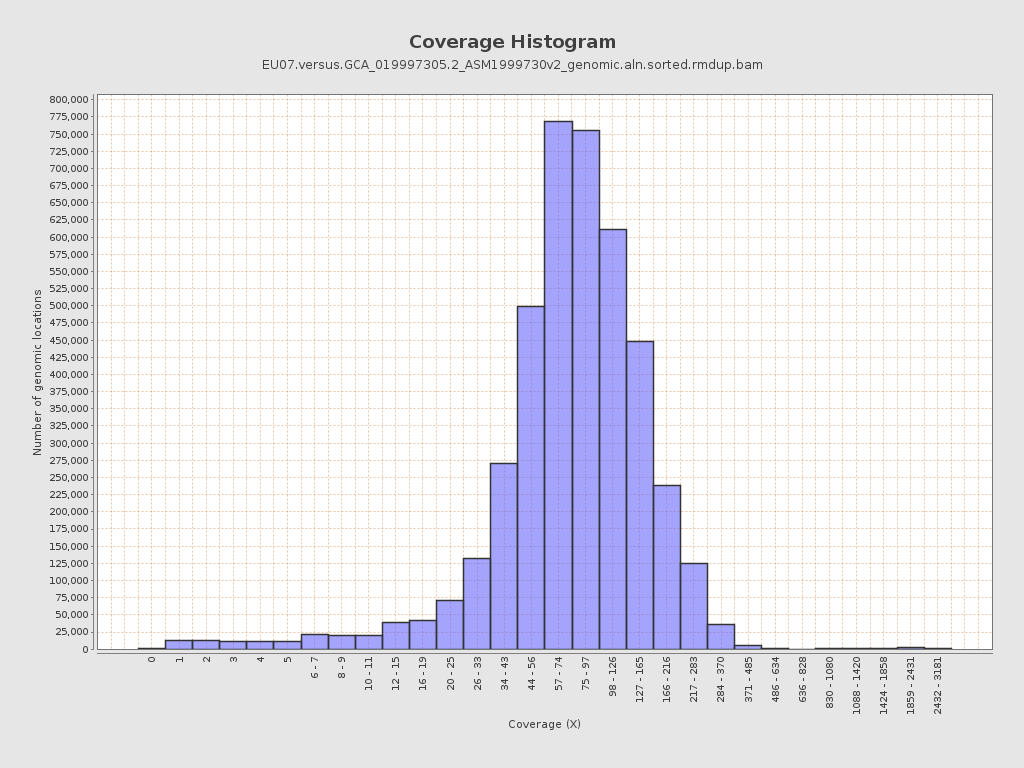 Coverage Histogram
EU07.versus.GCA_019997305.2_ASM1999730v2_genomic.aln.sorted.rmdup.bam
Number of genomic locations
800,000
775,000
750,000
725,000
700,000
675,000
650,000
625,000
600,000
575,000
550,000
525,000
500,000
475,000
450,000
425,000
400,000
375,000
350,000
325,000
300,000
275,000
250,000
225,000
200,000
175,000
150,000
125,000
100,000
75,000
50,000
25,000
0
0
1
2
3
4
5
6 - 7
8 - 9
10 - 11
12 - 15
16 - 19
20 - 25
26 - 33
34 - 43
44 - 56
57 - 74
75 - 97
98 - 126
127 - 165
166 - 216
217 - 283
284 - 370
371 - 485
486 - 634
636 - 828
830 - 1080
1088 - 1420
1424 - 1858
1859 - 2431
2432 - 3181
Coverage (X)